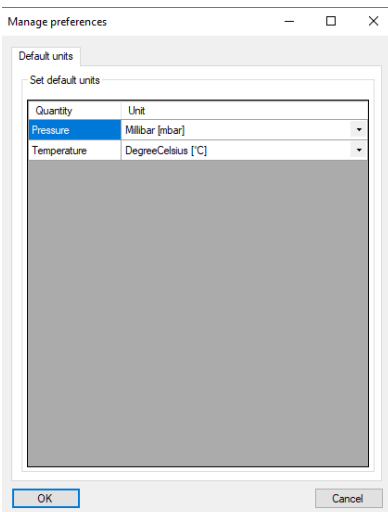 Manage preferences
Default units
Set default units
Quantity Unit
Pressure Millibar [mbar]
Temperature DegreeCelsius [°C]
OK Cancel